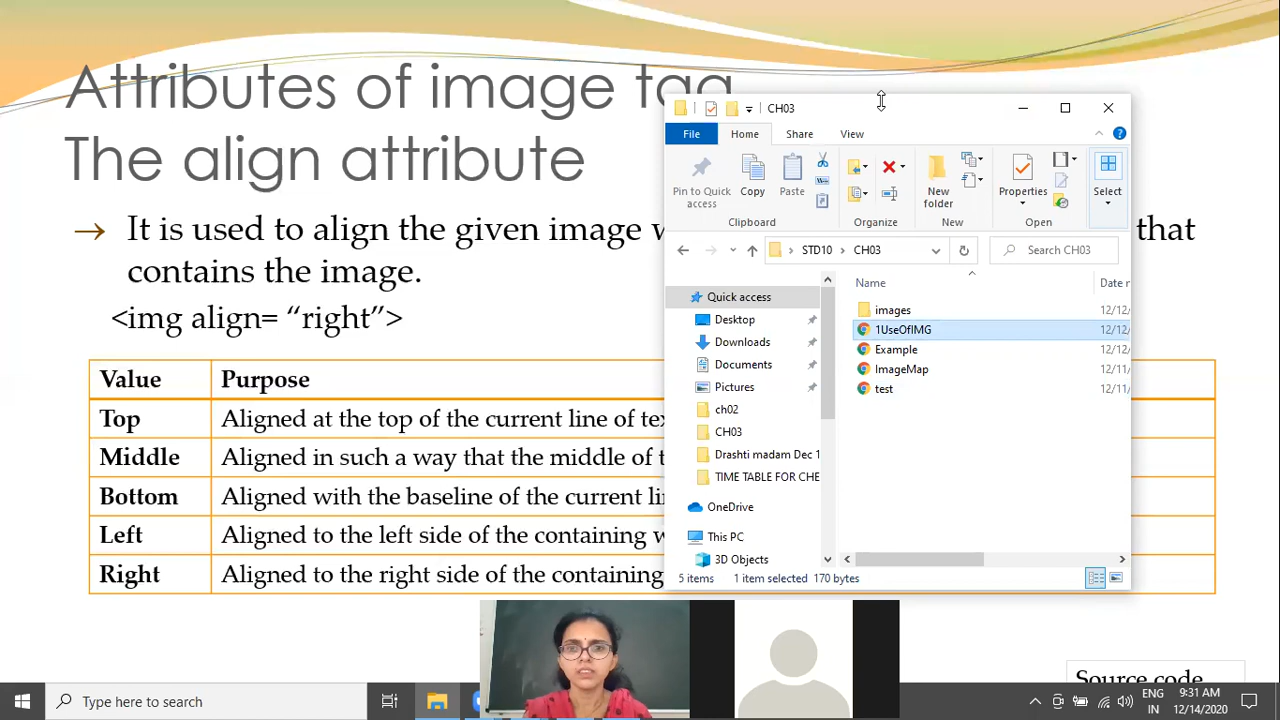 Attributes of image tag
The align attribute
→ It is used to align the given image that
contains the image.
<img align= “right”>
Value Purpose
Top Aligned at the top of the current line of te
Middle Aligned in such a way that the middle of
Bottom Aligned with the baseline of the current li
Left Aligned to the left side of the containing
Right Aligned to the right side of the containing
CH03
File Home Share View
Pin to Quick access
Copy
Paste
New folder
Properties
Select
Clipboard Organize New Open
STD10 > CH03
Search CH03
Name Date n
Quick access
Desktop
Downloads
Documents
Pictures
ch02
CH03
Drashti madam Dec 1
TIME TABLE FOR CHE
OneDrive
This PC
3D Objects
images 12/12/
1UseOfIMG 12/12/
Example 12/12/
ImageMap 12/11/
test 12/11/
5 items 1 item selected 170 bytes
Source code
Type here to search
ENG
IN
9:31 AM
12/14/2020